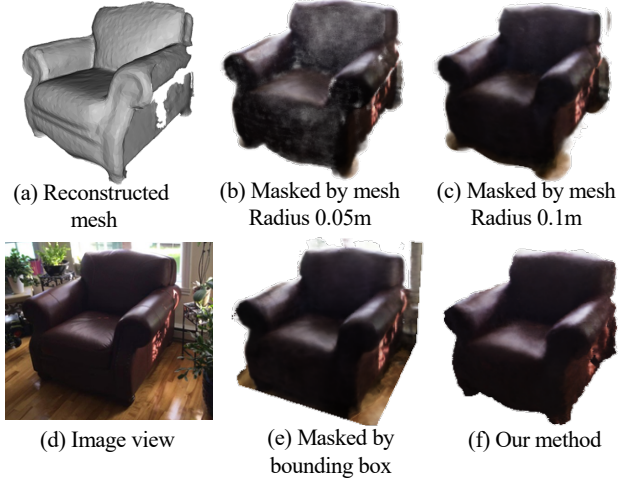 (a) Reconstructed
mesh
(b) Masked by mesh
Radius 0.05m
(c) Masked by mesh
Radius 0.1m
(d) Image view
(e) Masked by
bounding box
(f) Our method